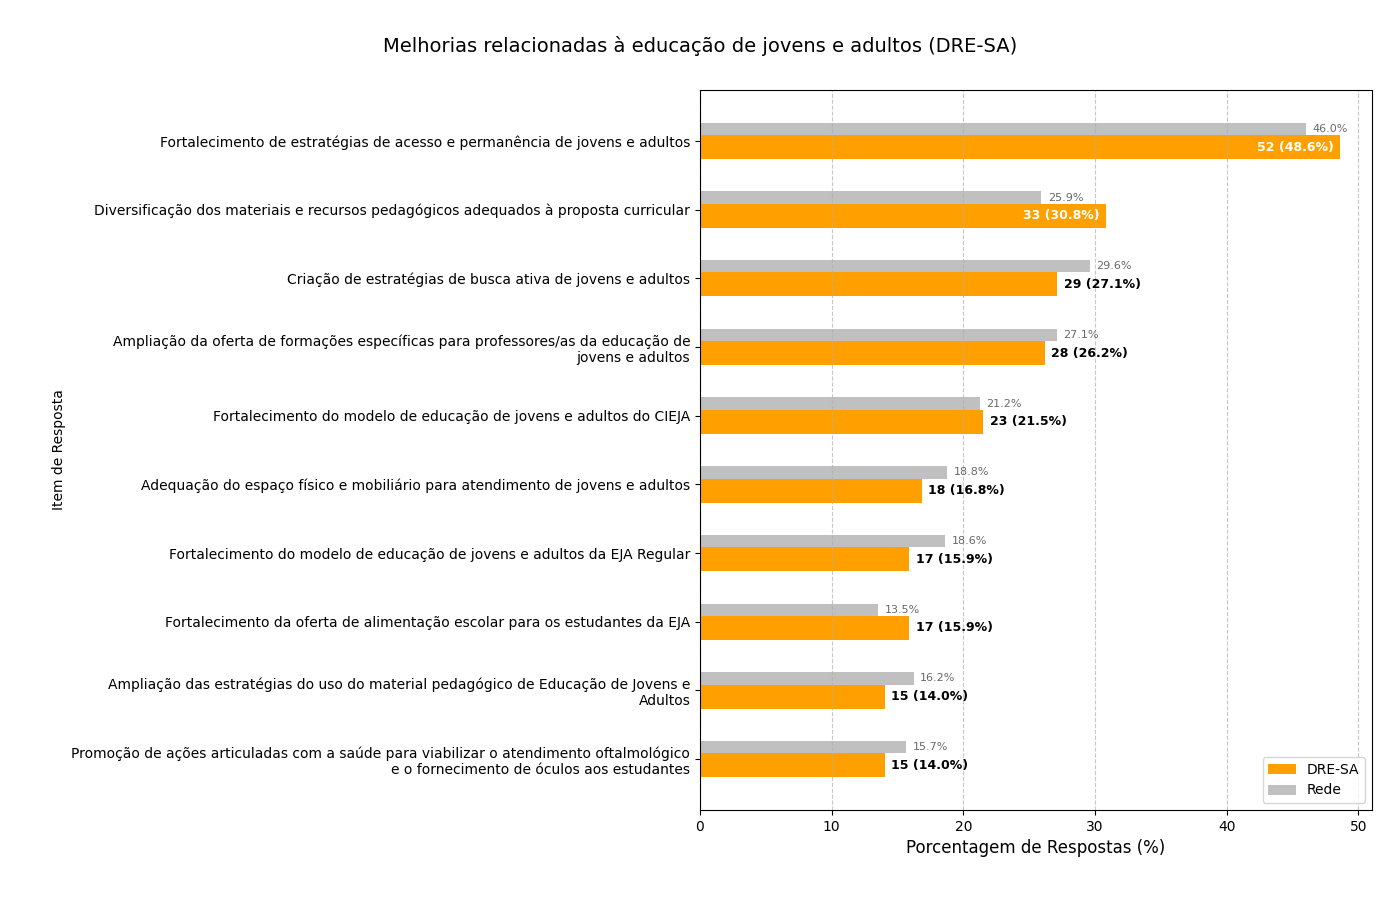 Melhorias relacionadas à educação de jovens e adultos (DRE-SA)
Item de Resposta
Fortalecimento de estratégias de acesso e permanência de jovens e adultos
46.0%
52 (48.6%)
Diversificação dos materiais e recursos pedagógicos adequados à proposta curricular
25.9%
33 (30.8%)
Criação de estratégias de busca ativa de jovens e adultos
29.6%
29 (27.1%)
Ampliação da oferta de formações específicas para professores/as da educação de
jovens e adultos
27.1%
28 (26.2%)
Fortalecimento do modelo de educação de jovens e adultos do CIEJA
21.2%
23 (21.5%)
Adequação do espaço físico e mobiliário para atendimento de jovens e adultos
18.8%
18 (16.8%)
Fortalecimento do modelo de educação de jovens e adultos da EJA Regular
18.6%
17 (15.9%)
Fortalecimento da oferta de alimentação escolar para os estudantes da EJA
13.5%
17 (15.9%)
Ampliação das estratégias do uso do material pedagógico de Educação de Jovens e
Adultos
16.2%
15 (14.0%)
Promoção de ações articuladas com a saúde para viabilizar o atendimento oftalmológico
e o fornecimento de óculos aos estudantes
15.7%
15 (14.0%)
DRE-SA
Rede
0 10 20 30 40 50
Porcentagem de Respostas (%)